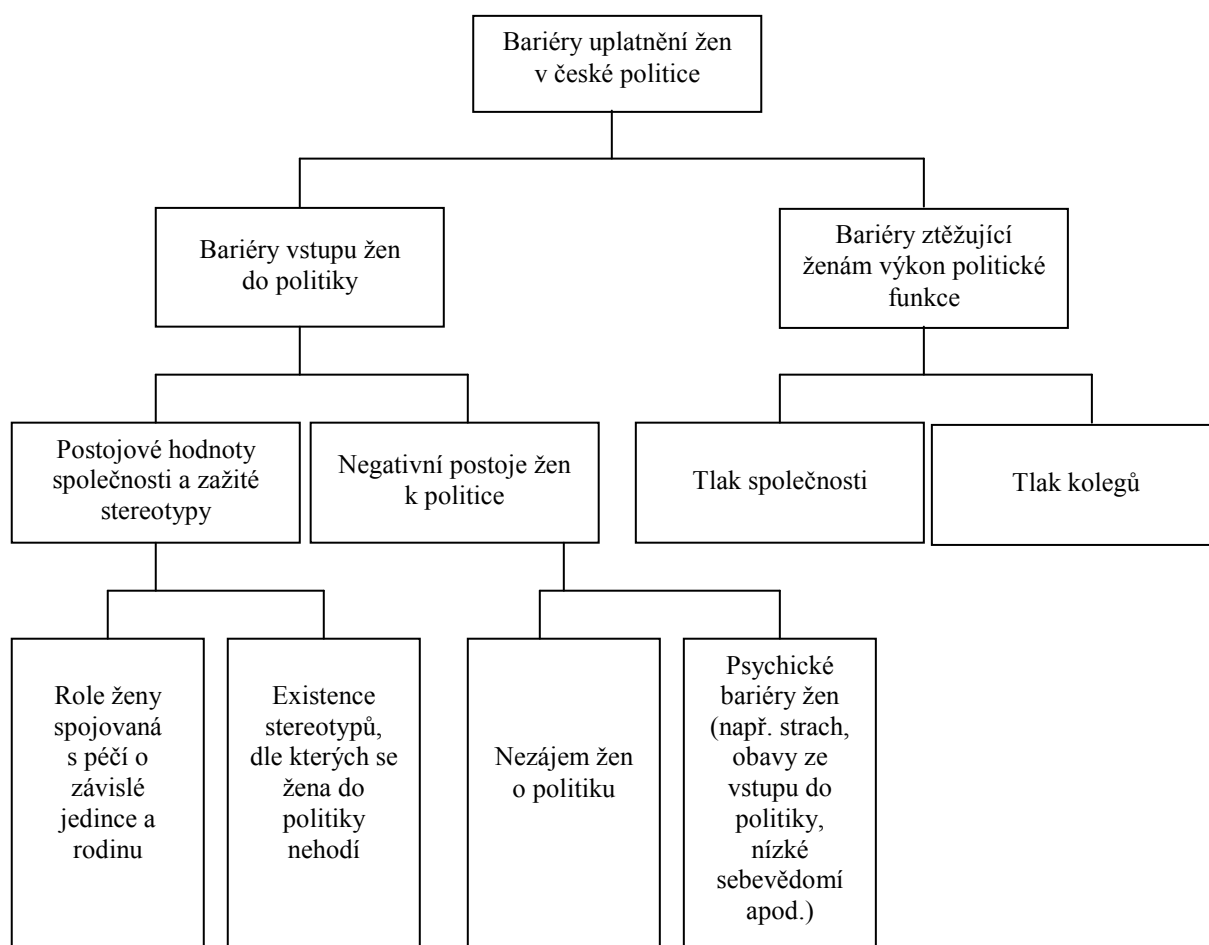 Bariéry uplatnění žen
v české politice
Bariéry vstupu žen
do politiky
Bariéry ztěžující
ženám výkon politické
funkce
Postojové hodnoty
společnosti a zažité
stereotypy
Negativní postoje žen
k politice
Tlak společnosti
Tlak kolegů
Role ženy
spojovaná
s péčí o
závislé
jedince a
rodinu
Existence
stereotypů,
dle kterých se
žena do
politiky
nehodí
Nezájem žen
o politiku
Psychické
bariéry žen
(např. strach,
obavy ze
vstupu do
politiky,
nízké
sebevědomí
apod.)